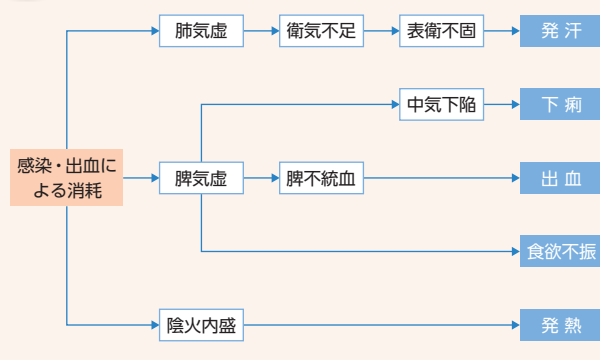 肺気虚
衛気不足
表衛不固
発汗
中気下陥
下痢
感染・出血に
よる消耗
脾気虚
脾不統血
出血
食欲不振
陰火内盛
発熱